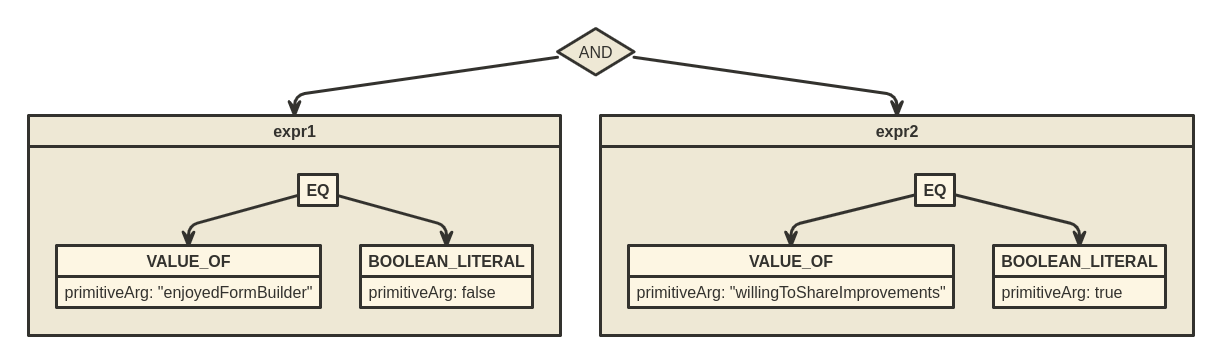 AND
expr1
EQ
VALUE_OF
primitiveArg: "enjoyedFormBuilder"
BOOLEAN_LITERAL
primitiveArg: false
expr2
EQ
VALUE_OF
primitiveArg: "willingToShareImprovements"
BOOLEAN_LITERAL
primitiveArg: true